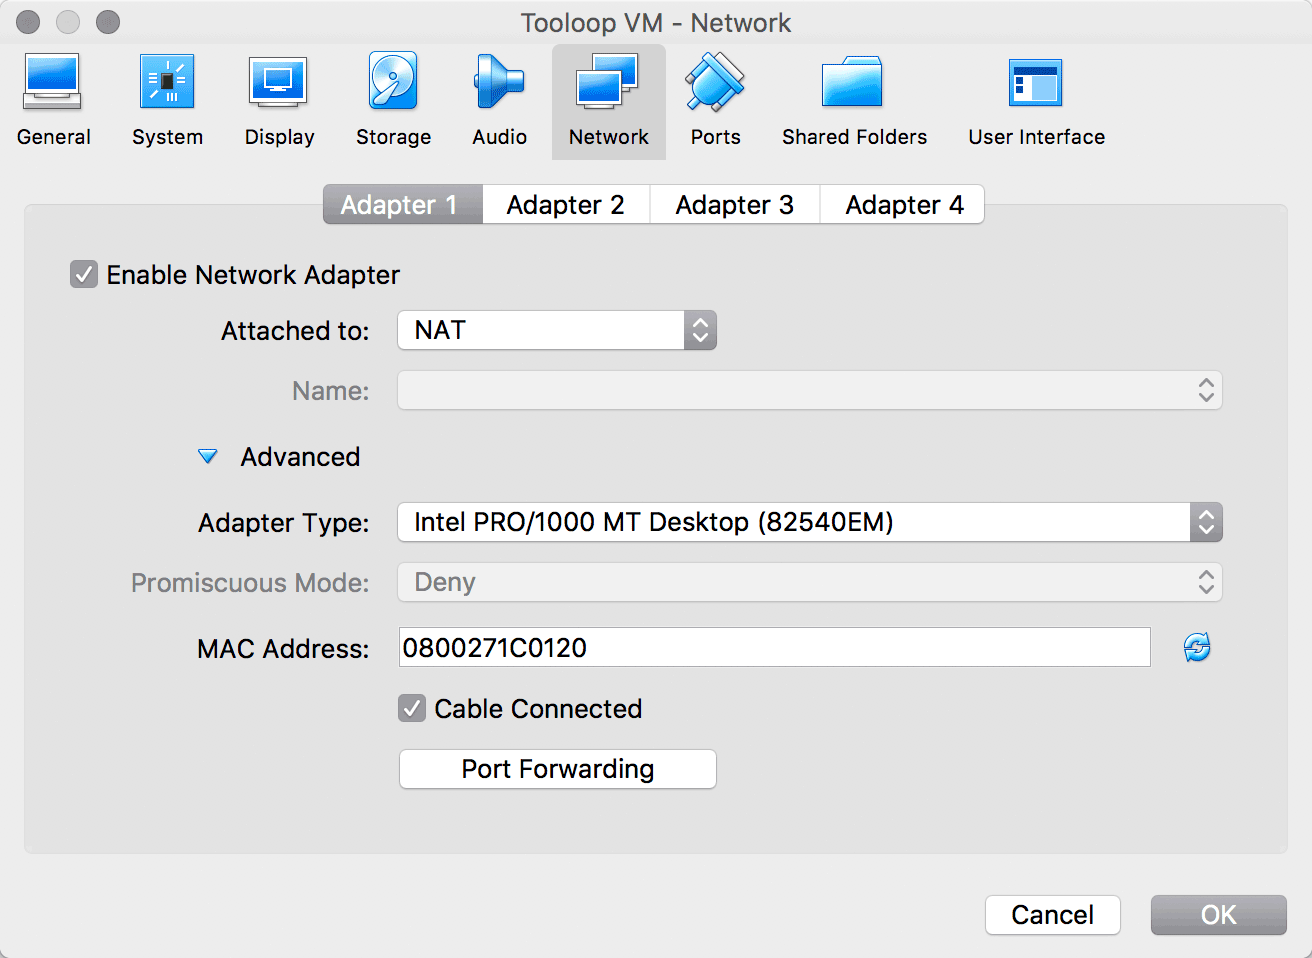 Tooloop VM - Network
General System Display Storage Audio Network Ports Shared Folders User Interface
Adapter 1 Adapter 2 Adapter 3 Adapter 4
Enable Network Adapter
Attached to: NAT
Name:
Advanced
Adapter Type: Intel PRO/1000 MT Desktop (82540EM)
Promiscuous Mode: Deny
MAC Address: 0800271C0120
Cable Connected
Port Forwarding
Cancel OK